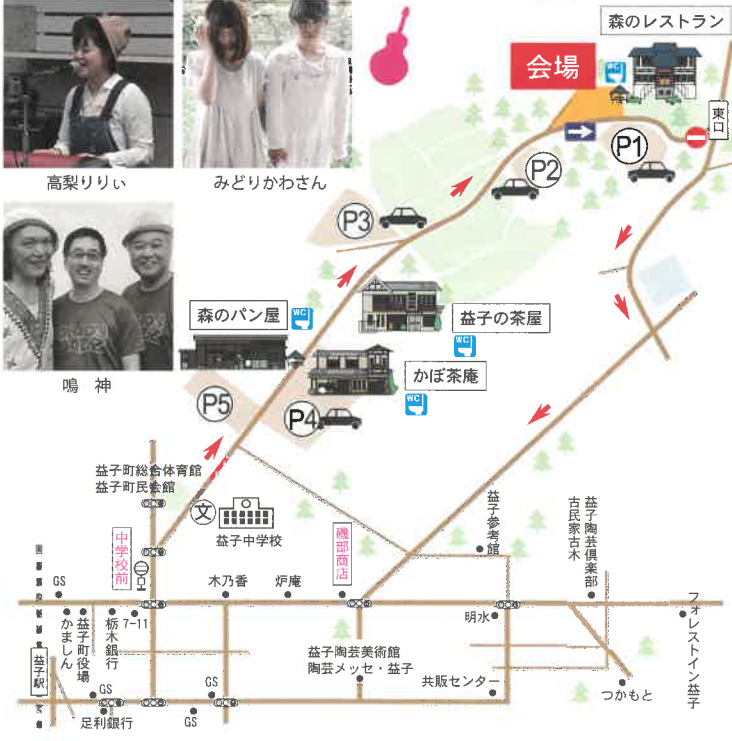 森のレストラン
会場
WC
東口
P1
P2
高梨りりぃ
みどりかわさん
P3
森のパン屋
WC
益子の茶屋
WC
かぼ茶庵
WC
鳴 神
P5
P4
益子町総合体育館
益子町民会館
文
益子中学校
中学校前
磯部商店
益子参考館
益子陶芸倶楽部
古民家古木
GS
木乃香
炉庵
かましん
益子町役場
栃木銀行
7-11
明水
フォレストイン益子
益子駅
益子陶芸美術館
陶芸メッセ・益子
共販センター
つかもと
GS
足利銀行
GS
GS